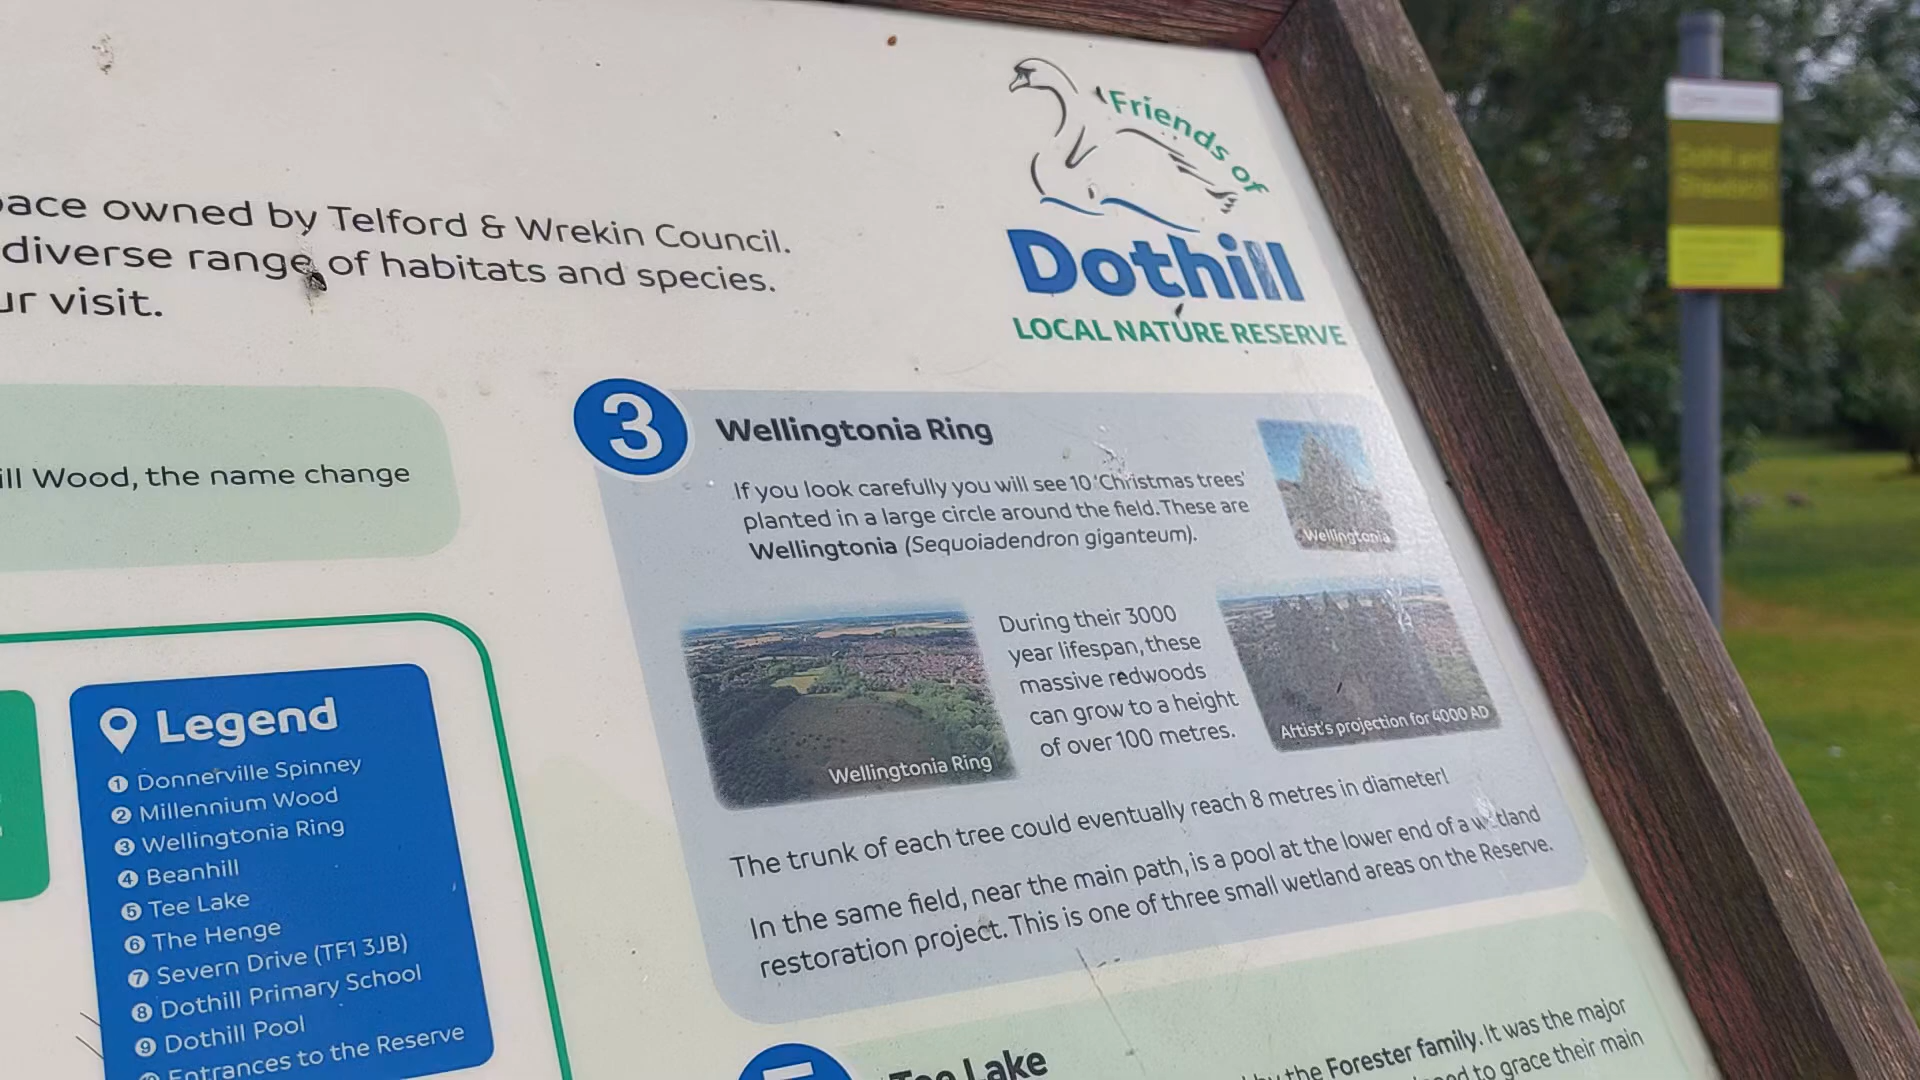 'Friends of
Dothill
LOCAL NATURE RESERVE
owned by Telford & Wrekin Council.
diverse range of habitats and species.
visit.
Wood, the name change
3
Wellingtonia Ring
If you look carefully you will see 10 'Christmas trees'
planted in a large circle around the field. These are
Wellingtonia (Sequoiadendron giganteum).
Wellingtonia
During their 3000
year lifespan, these
massive redwoods
can grow to a height
of over 100 metres.
Wellingtonia Ring
Artist's projection for 4000 AD
The trunk of each tree could eventually reach 8 metres in diameter!
In the same field, near the main path, is a pool at the lower end of a wetland
restoration project. This is one of three small wetland areas on the Reserve.
Legend
1 Donnerville Spinney
2 Millennium Wood
3 Wellingtonia Ring
4 Beanhill
5 Tee Lake
6 The Henge
7 Severn Drive (TF1 3JB)
8 Dothill Primary School
9 Dothill Pool
Entrances to the Reserve
Tee Lake
by the Forester family. It was the major
to grace their main